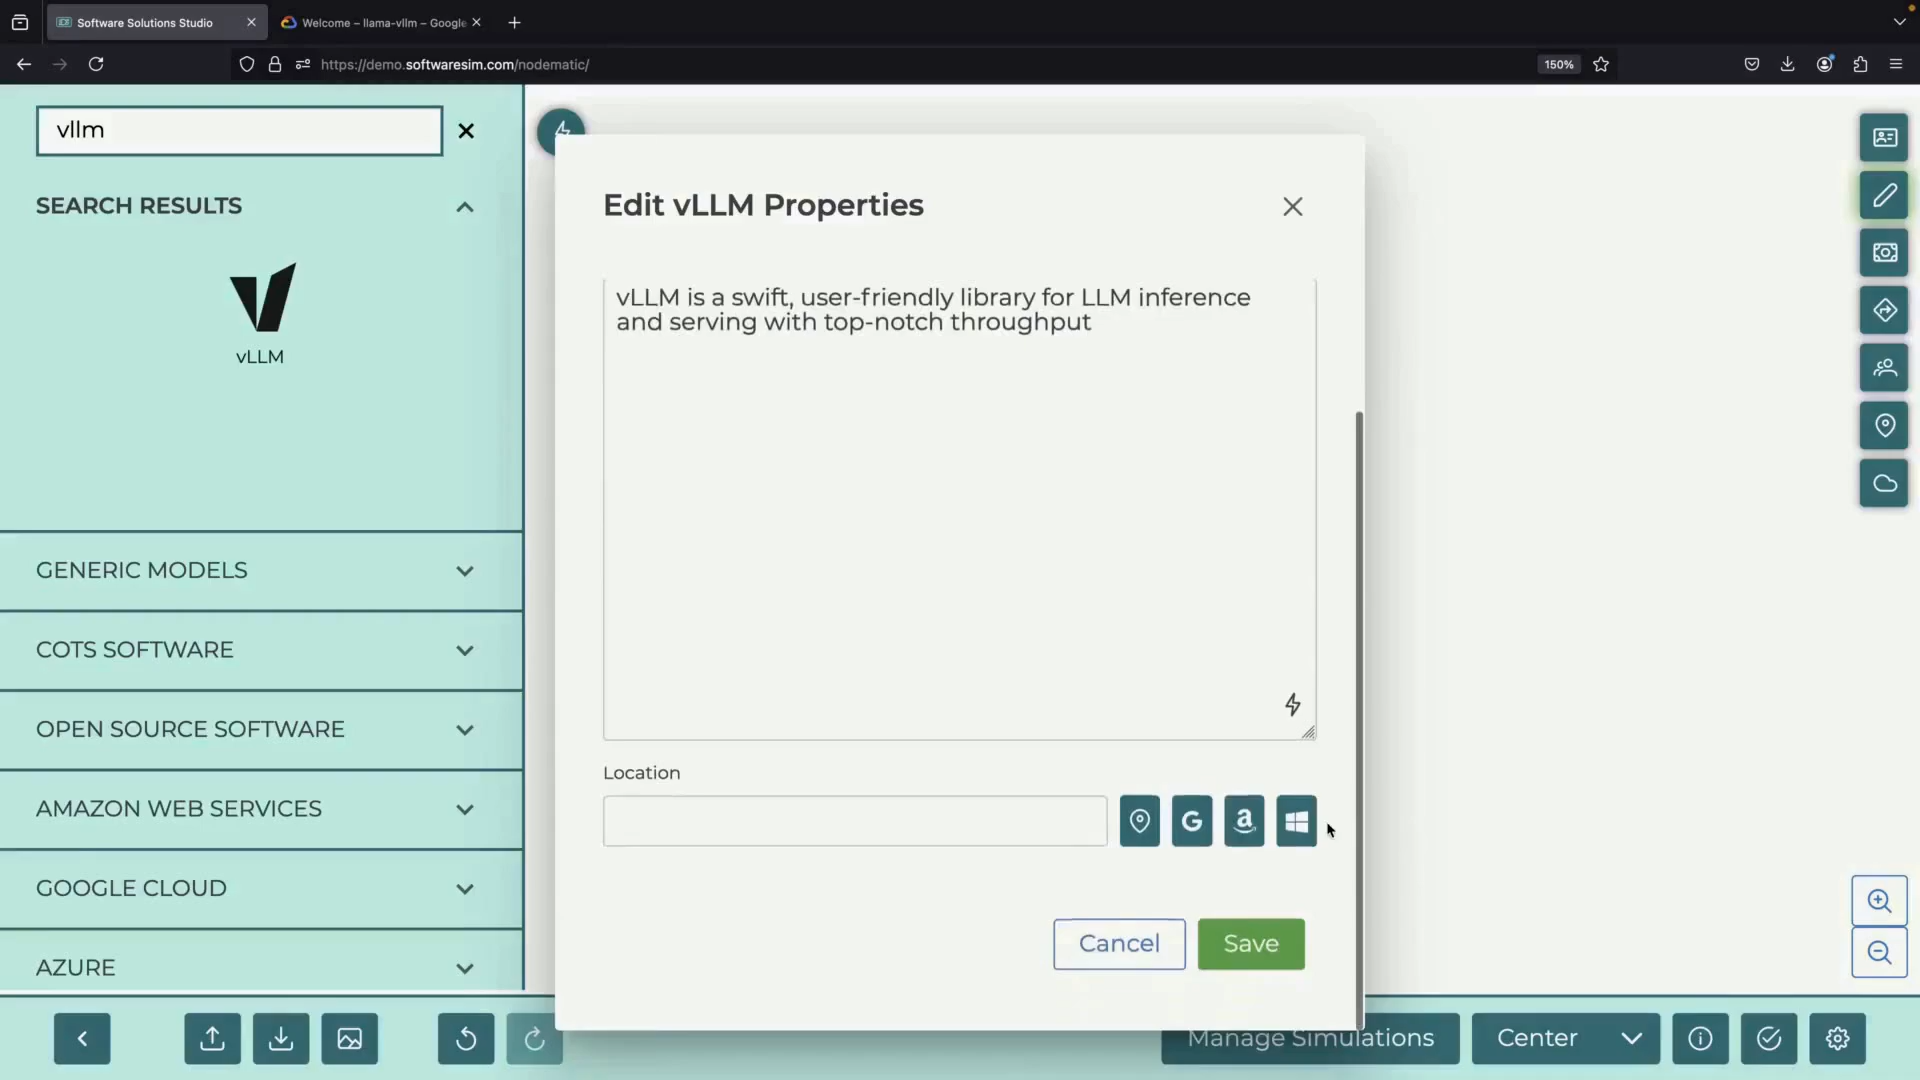 Software Solutions Studio
Welcome – llama-vllm – Google
https://demo.softwaresim.com/nodematic/
150%
vllm
SEARCH RESULTS
vLLM
GENERIC MODELS
COTS SOFTWARE
OPEN SOURCE SOFTWARE
AMAZON WEB SERVICES
GOOGLE CLOUD
AZURE
Edit vLLM Properties
vLLM is a swift, user-friendly library for LLM inference
and serving with top-notch throughput
Location
Cancel
Save
Manage Simulations
Center